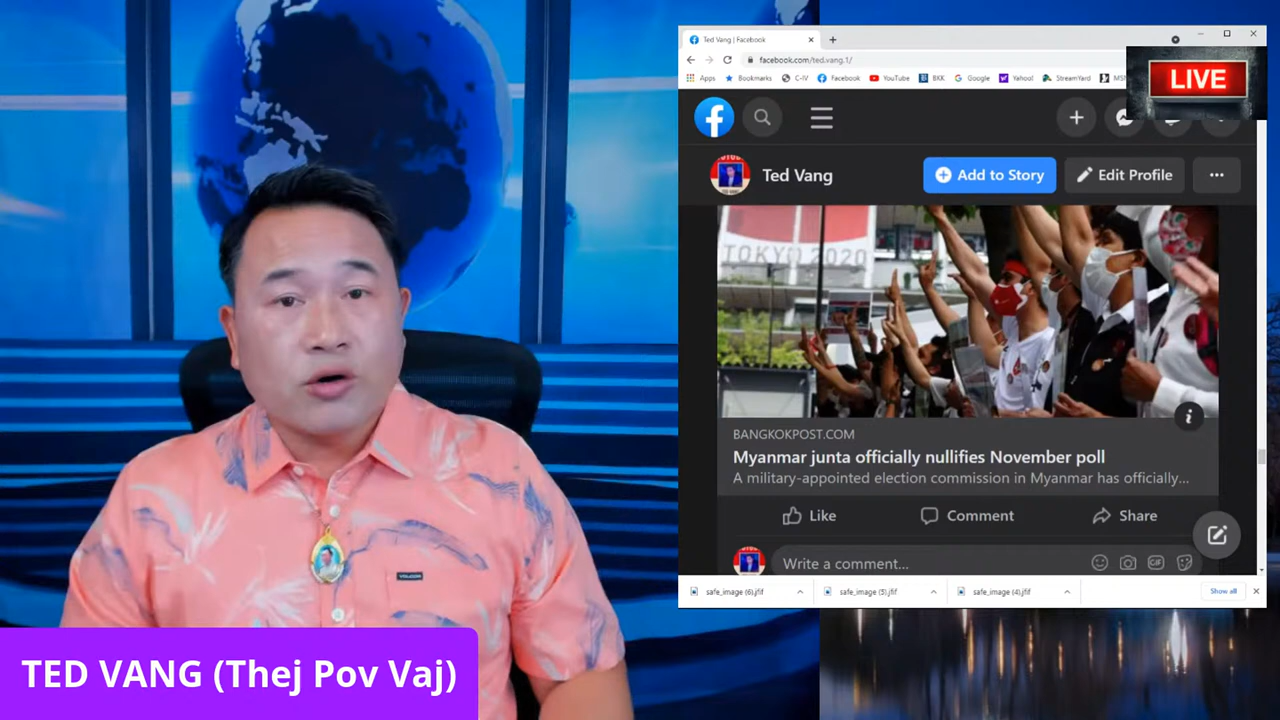 TED VANG (Thej Pov Vaj)
Ted Vang | Facebook
facebook.com/ted.vang.1/
Apps Bookmarks C-IV Facebook YouTube BKK Google Yahoo! StreamYard
LIVE
Ted Vang
Add to Story
Edit Profile
TOKYO 2020
BANGKOKPOST.COM
Myanmar junta officially nullifies November poll
A military-appointed election commission in Myanmar has officially...
Like Comment Share
Write a comment...
GIF
safe_image (6).jfif safe_image (5).jfif safe_image (4).jfif Show all